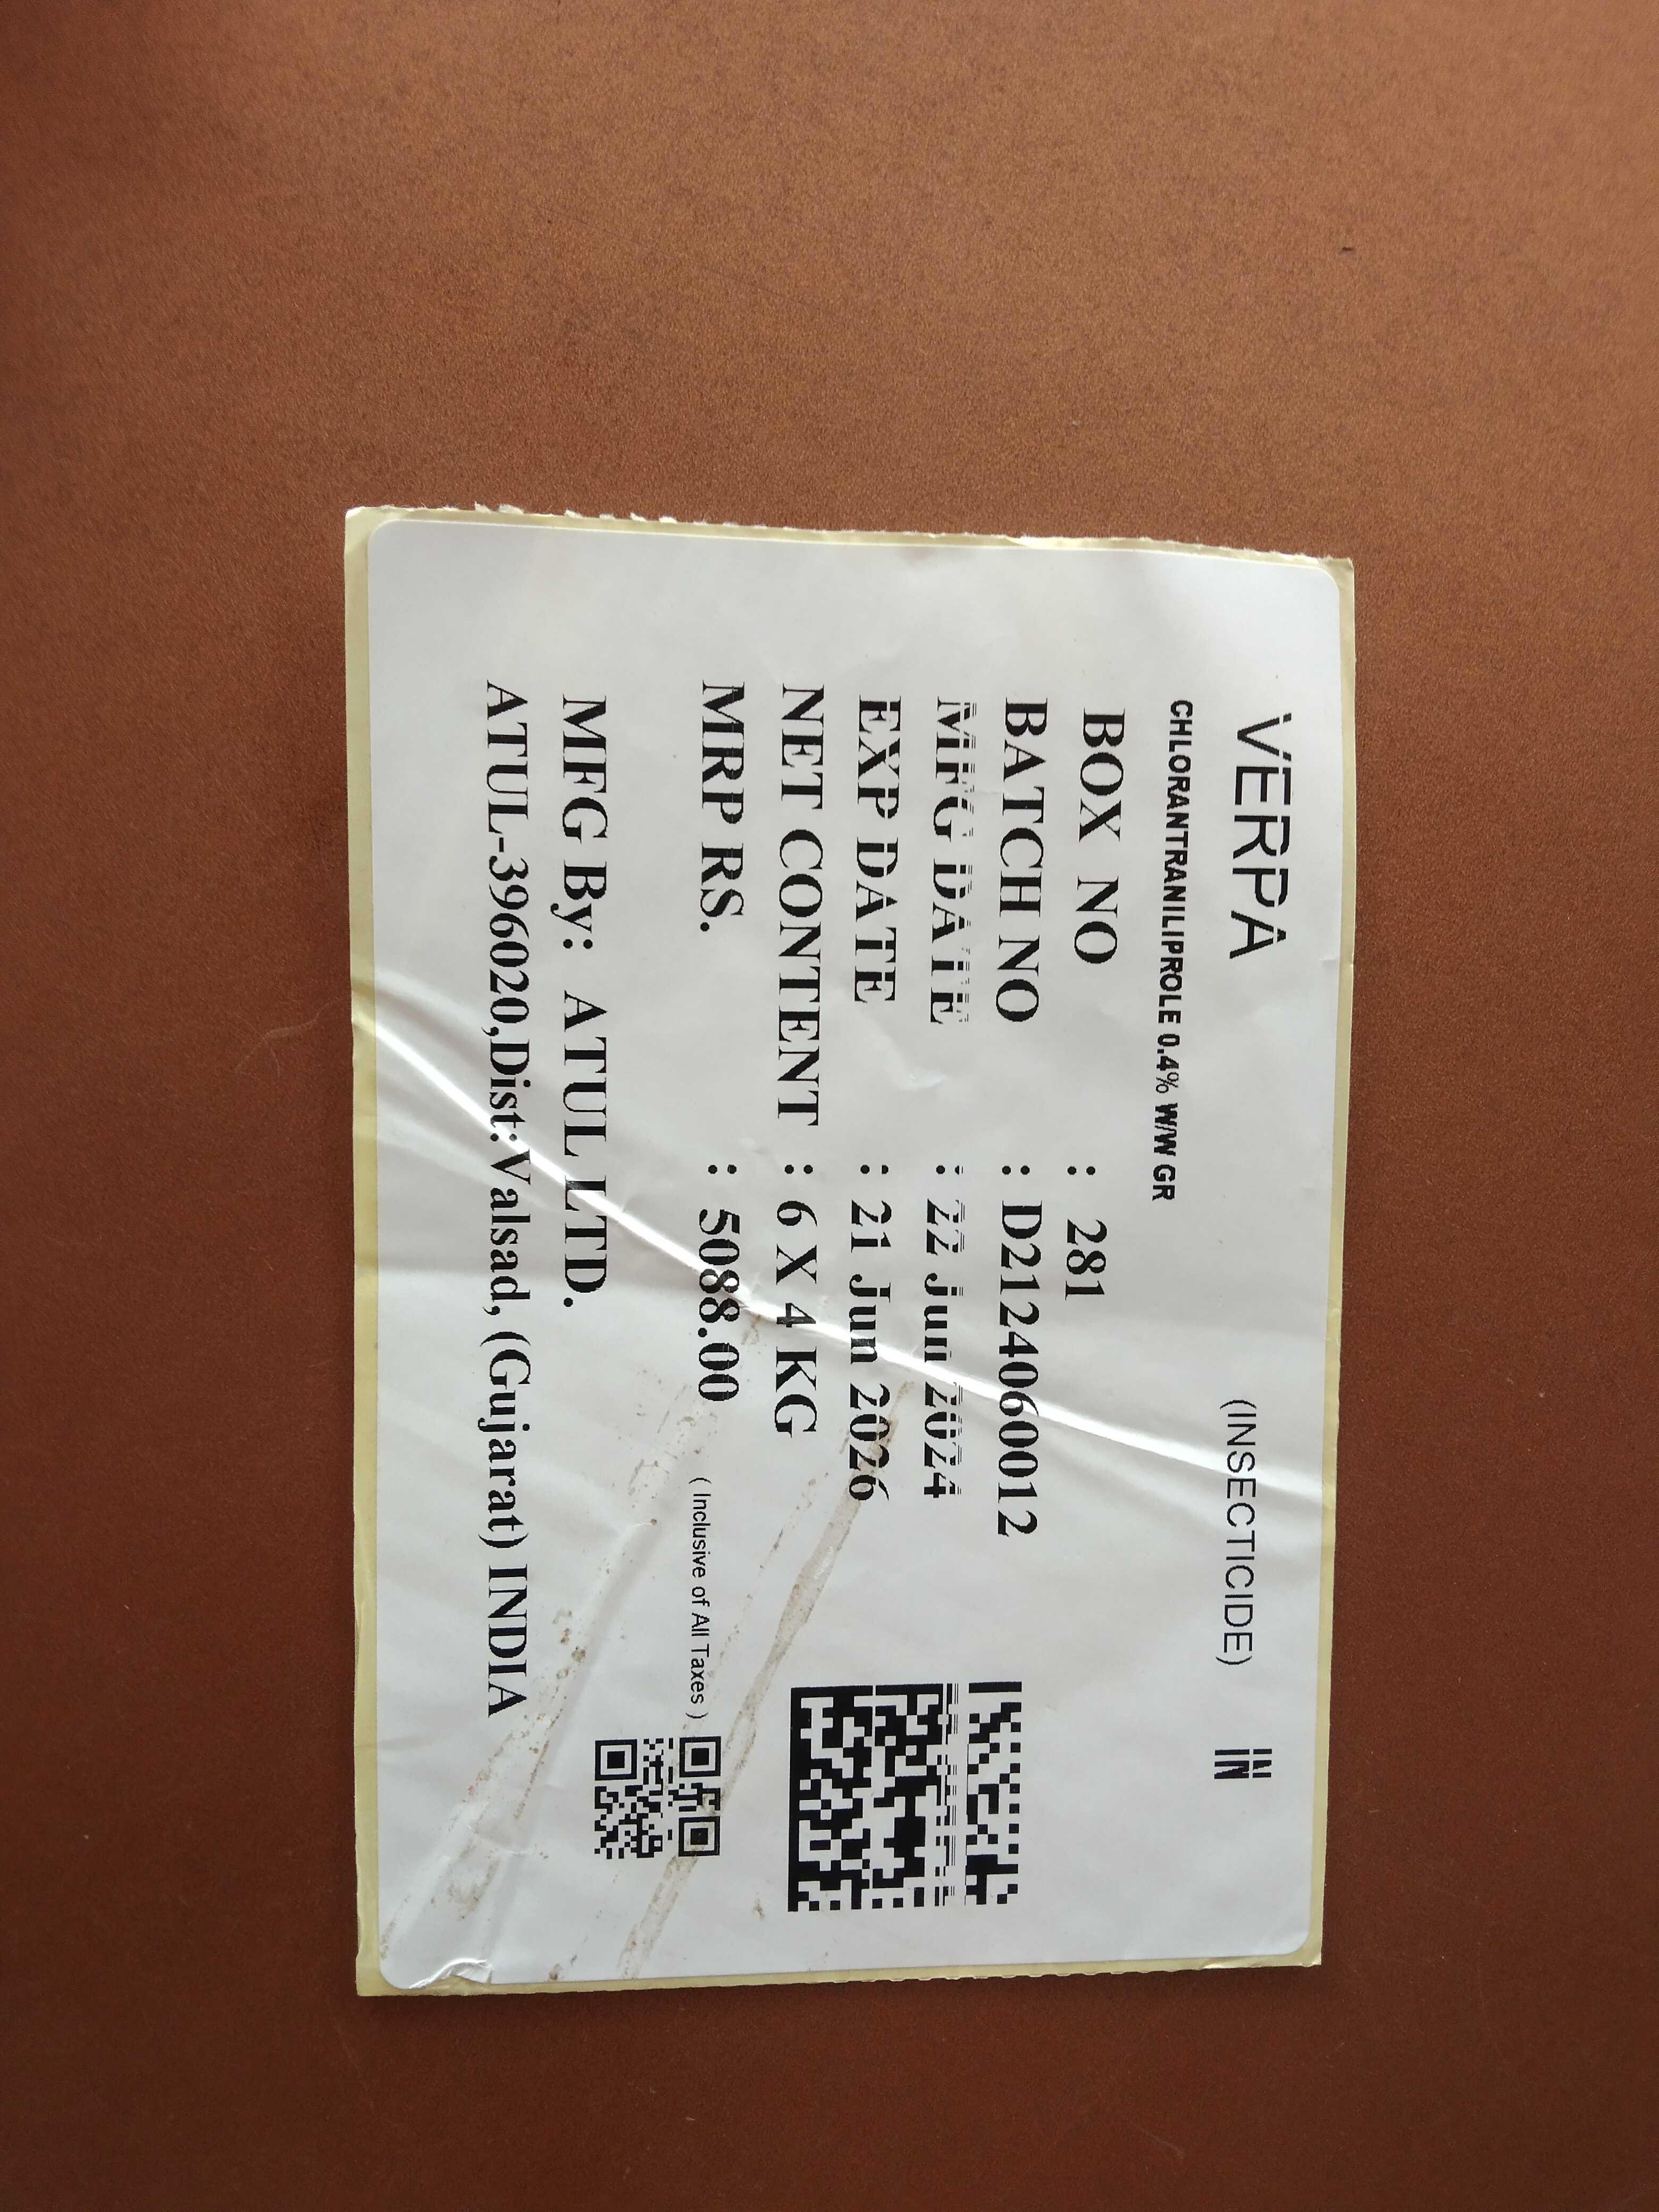 VERPA (INSECTICIDE) IN
CHLORANTRANILIPROLE 0.4% W/W GR
BOX NO : 281
BATCH NO : D2124060012
MFG DATE : 22 Jun 2024
EXP DATE : 21 Jun 2026
NET CONTENT : 6 X 4 KG
MRP RS. : 5088.00 ( Inclusive of All Taxes )
MFG By: ATUL LTD.
ATUL-396020,Dist:Valsad, (Gujarat) INDIA